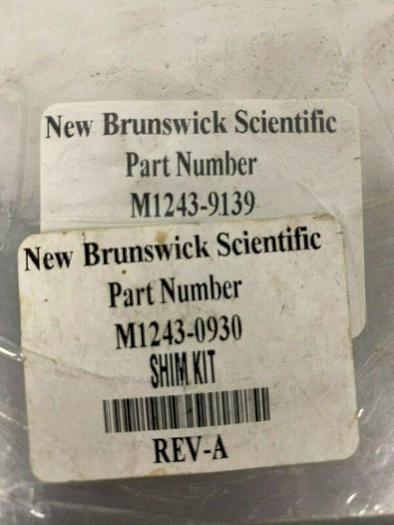 New Brunswick Scientific
Part Number
M1243-9139
New Brunswick Scientific
Part Number
M1243-0930
SHIM KIT
REV-A